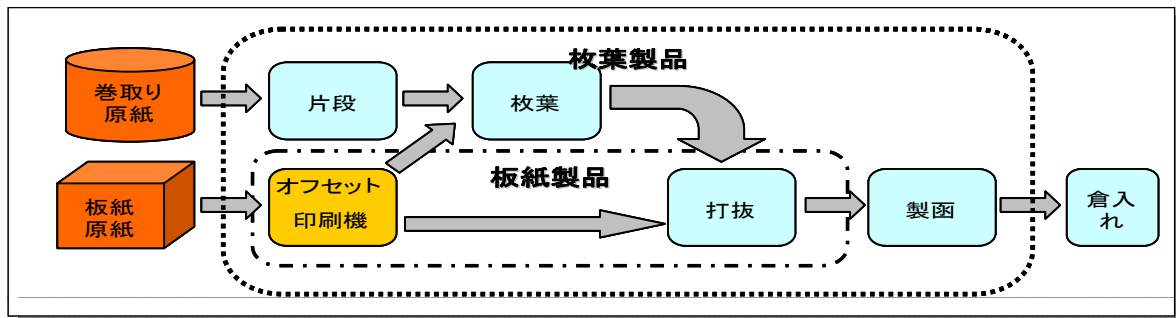 枚葉製品
巻取り
原紙
片段
枚葉
板紙製品
板紙
原紙
オフセット
印刷機
打抜
製函
倉入
れ